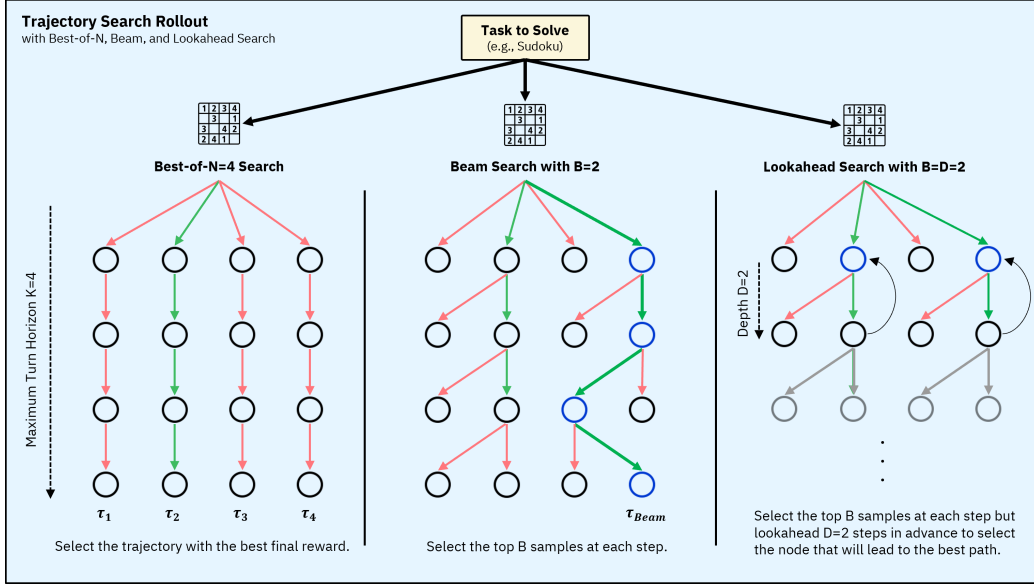 Trajectory Search Rollout
with Best-of-N, Beam, and Lookahead Search
Task to Solve
(e.g., Sudoku)
1 2 3 4
3 1
3 4 2
2 4 1
1 2 3 4
3 1
3 4 2
2 4 1
1 2 3 4
3 1
3 4 2
2 4 1
Best-of-N=4 Search
Beam Search with B=2
Lookahead Search with B=D=2
Maximum Turn Horizon K=4
Depth D=2
τ₁ τ₂ τ₃ τ₄
τ_Beam
Select the trajectory with the best final reward.
Select the top B samples at each step.
Select the top B samples at each step but
lookahead D=2 steps in advance to select
the node that will lead to the best path.